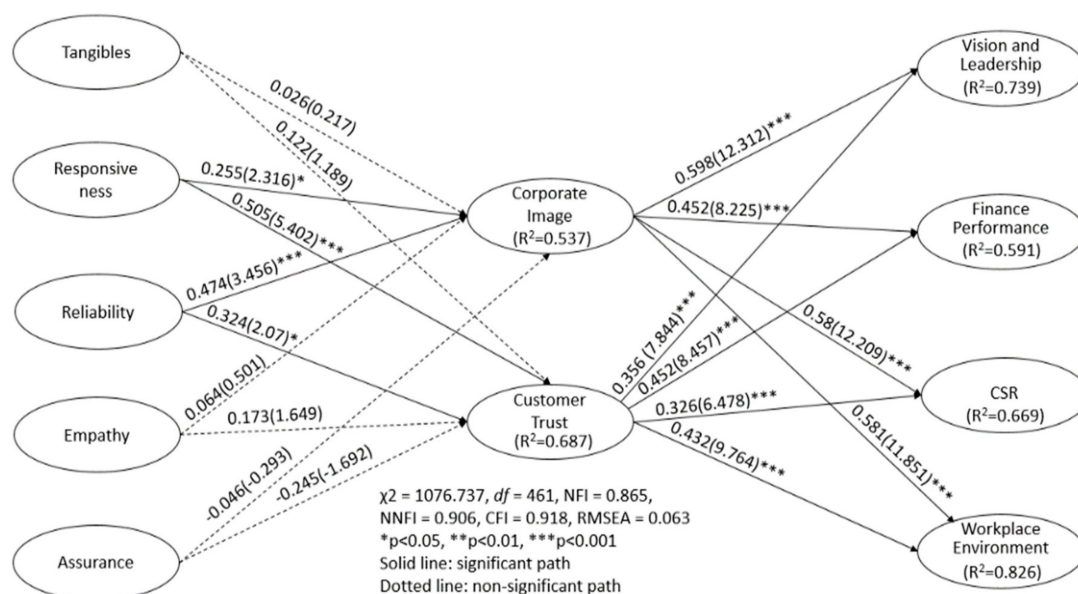 Tangibles
Responsive
ness
Reliability
Empathy
Assurance
0.026(0.217)
0.122(1.189)
0.255(2.316)*
0.505(5.402)***
0.474(3.456)***
0.324(2.07)*
0.064(0.501)
0.173(1.649)
-0.046(-0.293)
-0.245(-1.692)
Corporate
Image
(R²=0.537)
Customer
Trust
(R²=0.687)
0.598(12.312)***
0.452(8.225)***
0.58(12.209)***
0.581(11.851)***
0.356 (7.844)***
0.452(8.457)***
0.326(6.478)***
0.432(9.764)***
Vision and
Leadership
(R²=0.739)
Finance
Performance
(R²=0.591)
CSR
(R²=0.669)
Workplace
Environment
(R²=0.826)
χ2 = 1076.737, df = 461, NFI = 0.865,
NNFI = 0.906, CFI = 0.918, RMSEA = 0.063
*p<0.05, **p<0.01, ***p<0.001
Solid line: significant path
Dotted line: non-significant path